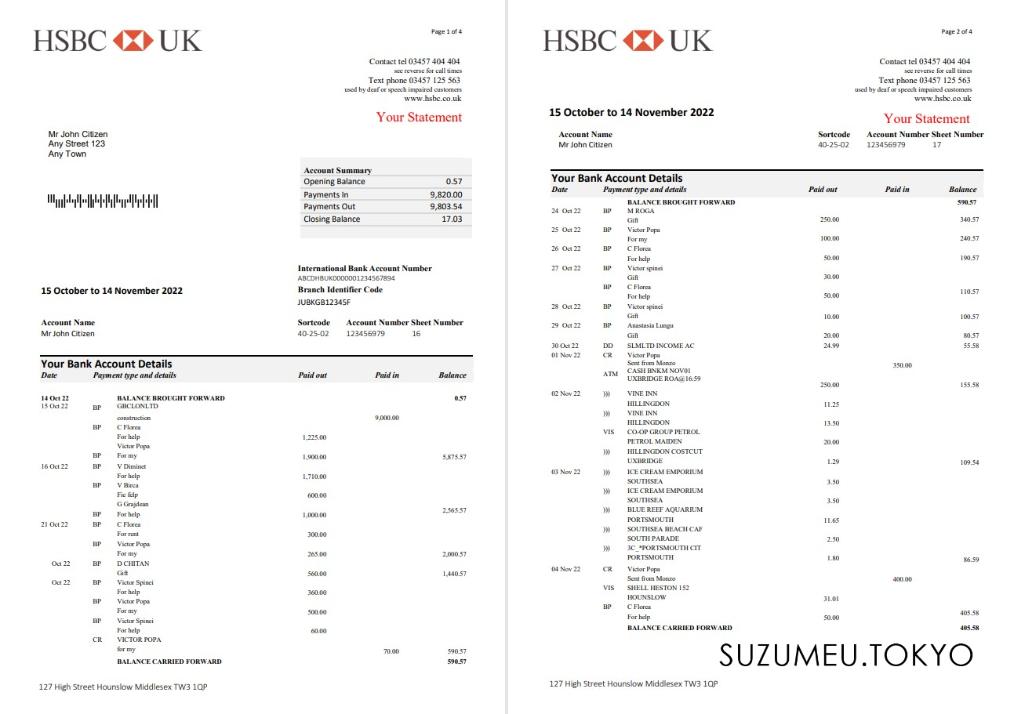 HSBC UK
Page 1 of 4
Contact tel 03457 404 404
see reverse for call times
Text phone 03457 125 563
used by deaf or speech impaired customers
www.hsbc.co.uk
Your Statement
Mr John Citizen
Any Street 123
Any Town
Account Summary
Opening Balance 0.57
Payments In 9,820.00
Payments Out 9,803.54
Closing Balance 17.03
International Bank Account Number
ABCDHBUK0000001234567894
15 October to 14 November 2022 Branch Identifier Code
JUBKGB12345F
Account Name Sortcode Account Number Sheet Number
Mr John Citizen 40-25-02 123456979 16
Your Bank Account Details
Date Payment type and details Paid out Paid in Balance
14 Oct 22 BALANCE BROUGHT FORWARD 0.57
15 Oct 22 BP GBCLONLTD
construction 9,000.00
BP C Florea
For help 1,225.00
Victor Popa
BP For my 1,900.00 5,875.57
16 Oct 22 BP V Diminet
For help 1,710.00
BP V Birca
Fie felp 600.00
G Grajdean
BP For help 1,000.00 2,565.57
21 Oct 22 BP C Florea
For runt 300.00
BP Victor Popa
For my 265.00 2,000.57
Oct 22 BP D CHITAN
Gift 560.00 1,440.57
Oct 22 BP Victor Spinei
For help 360.00
BP Victor Popa
For my 500.00
BP Victor Spinei
For help 60.00
CR VICTOR POPA
for my 70.00 590.57
BALANCE CARRIED FORWARD 590.57
127 High Street Hounslow Middlesex TW3 1QP
HSBC UK
Page 2 of 4
Contact tel 03457 404 404
see reverse for call times
Text phone 03457 125 563
used by deaf or speech impaired customers
www.hsbc.co.uk
15 October to 14 November 2022 Your Statement
Account Name Sortcode Account Number Sheet Number
Mr John Citizen 40-25-02 123456979 17
Your Bank Account Details
Date Payment type and details Paid out Paid in Balance
BALANCE BROUGHT FORWARD 590.57
24 Oct 22 BP M ROGA
Gift 250.00 340.57
25 Oct 22 BP Victor Popa
For my 100.00 240.57
26 Oct 22 BP C Florea
For help 50.00 190.57
27 Oct 22 BP Victor spinei
Gift 30.00
BP C Florea
For help 50.00 110.57
28 Oct 22 BP Victor spinei
Gift 10.00 100.57
29 Oct 22 BP Anastasia Lungu
Gift 20.00 80.57
30 Oct 22 DD SLMLTD INCOME AC 24.99 55.58
01 Nov 22 CR Victor Popa
Sent from Monzo 350.00
ATM CASH BNKM NOV01
UXBRIDGE ROA@16:59
250.00 155.58
02 Nov 22 ))) VINE INN
HILLINGDON 11.25
))) VINE INN
HILLINGDON 13.50
VIS CO-OP GROUP PETROL
PETROL MAIDEN 20.00
))) HILLINGDON COSTCUT
UXBRIDGE 1.29 109.54
03 Nov 22 ))) ICE CREAM EMPORIUM
SOUTHSEA 3.50
))) ICE CREAM EMPORIUM
SOUTHSEA 3.50
))) BLUE REEF AQUARIUM
PORTSMOUTH 11.65
))) SOUTHSEA BEACH CAF
SOUTH PARADE 2.50
))) 3C_*PORTSMOUTH CIT
PORTSMOUTH 1.80 86.59
04 Nov 22 CR Victor Popa
Sent from Monzo 400.00
VIS SHELL HESTON 152
HOUNSLOW 31.01
BP C Florea
For help 50.00 405.58
BALANCE CARRIED FORWARD 405.58
SUZUMEU.TOKYO
127 High Street Hounslow Middlesex TW3 1QP